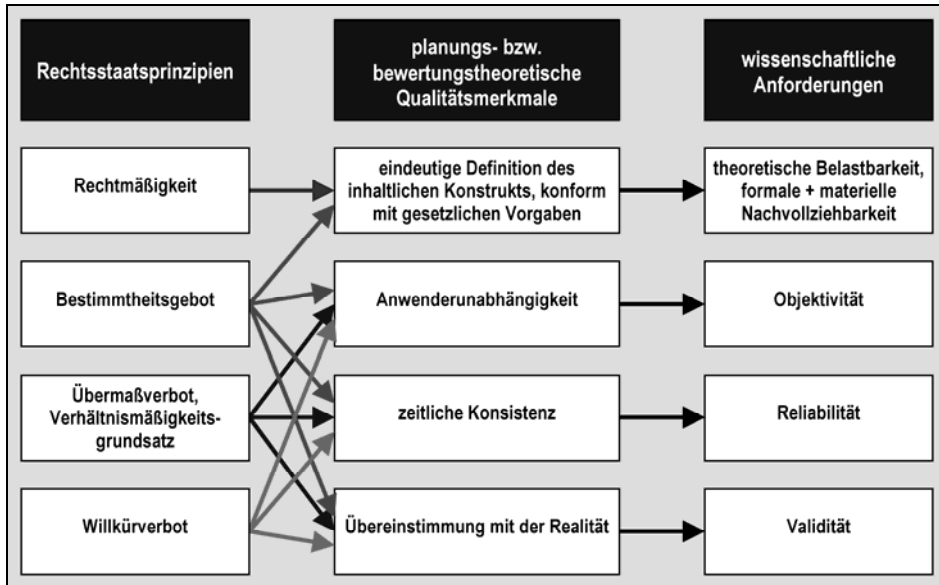 Rechtsstaatsprinzipien
planungs- bzw.
bewertungstheoretische
Qualitätsmerkmale
wissenschaftliche
Anforderungen
Rechtmäßigkeit
eindeutige Definition des
inhaltlichen Konstrukts, konform
mit gesetzlichen Vorgaben
theoretische Belastbarkeit,
formale + materielle
Nachvollziehbarkeit
Bestimmtheitsgebot
Anwenderunabhängigkeit
Objektivität
Übermaßverbot,
Verhältnismäßigkeits-
grundsatz
zeitliche Konsistenz
Reliabilität
Willkürverbot
Übereinstimmung mit der Realität
Validität